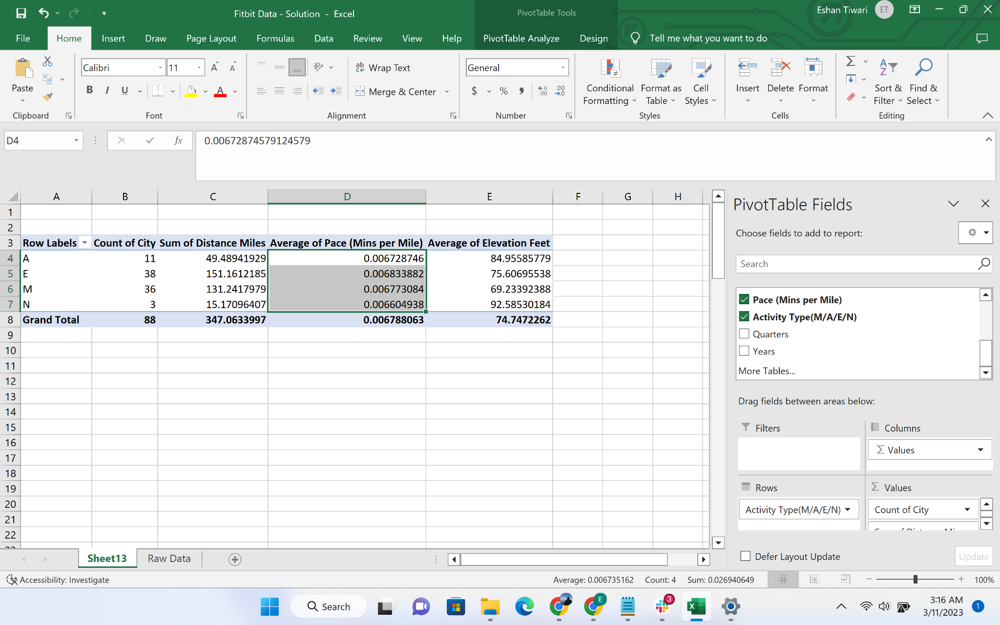 Fitbit Data - Solution - Excel
PivotTable Tools
Eshan Tiwari
ET
File
Home
Insert
Draw
Page Layout
Formulas
Data
Review
View
Help
PivotTable Analyze
Design
Tell me what you want to do
Paste
Clipboard
Calibri
11
B I U
A
Font
Wrap Text
Merge & Center
Alignment
General
$ % 9
Number
Conditional Formatting
Format as Table
Cell Styles
Styles
Insert
Delete
Format
Cells
Sort & Filter
Find & Select
Editing
D4
fx
0.00672874579124579
A B C D E F G H
1
2
3 Row Labels Count of City Sum of Distance Miles Average of Pace (Mins per Mile) Average of Elevation Feet
4 A 11 49.48941929 0.006728746 84.95585779
5 E 38 151.1612185 0.006833882 75.60695538
6 M 36 131.2417979 0.006773084 69.23392388
7 N 3 15.17096407 0.006604938 92.58530184
8 Grand Total 88 347.0633997 0.006788063 74.7472262
9
10
11
12
13
14
15
16
17
18
19
20
21
22
PivotTable Fields
Choose fields to add to report:
Search
Pace (Mins per Mile)
Activity Type(M/A/E/N)
Quarters
Years
More Tables...
Drag fields between areas below:
Filters
Columns
Σ Values
Rows
Σ Values
Activity Type(M/A/E/N)
Count of City
Defer Layout Update
Update
Sheet13
Raw Data
Accessibility: Investigate
Average: 0.006735162 Count: 4 Sum: 0.026940649
100%
Search
E
3
3:16 AM
3/11/2023
1